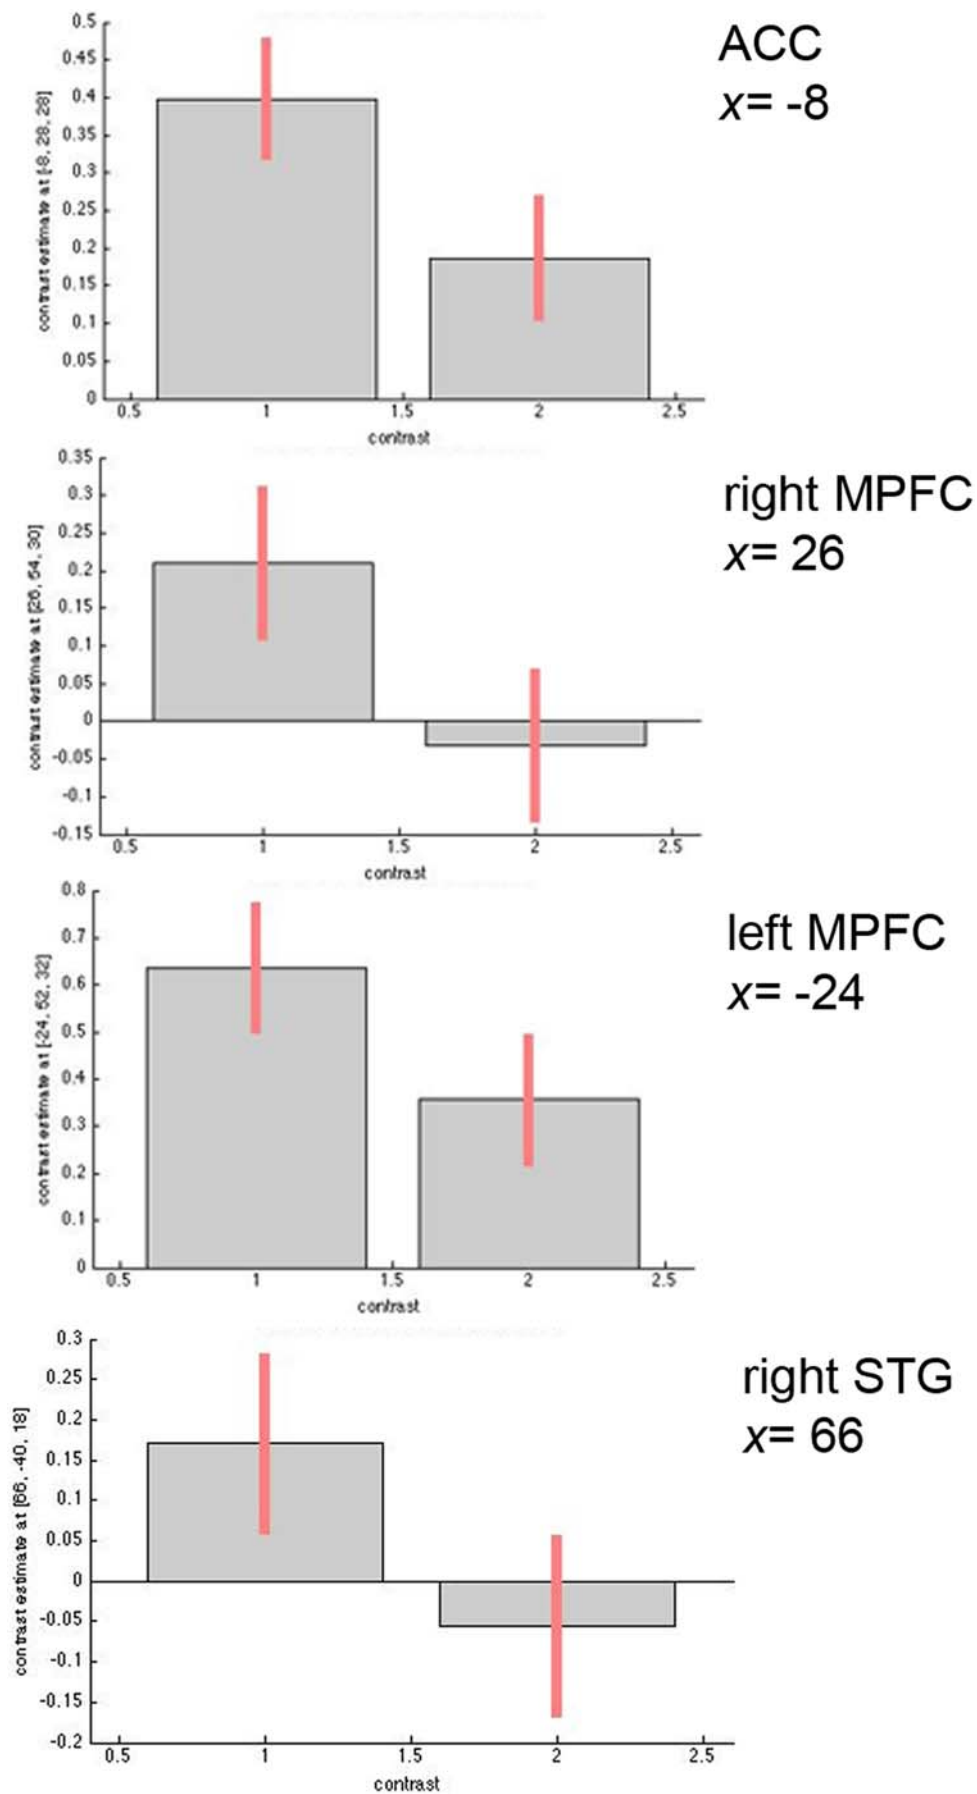 ACC
x= -8
contrast estimate at [-8, 28, 28]
0.5
0.45
0.4
0.35
0.3
0.25
0.2
0.15
0.1
0.05
0
0.5 1 1.5 2 2.5
contrast
right MPFC
x= 26
contrast estimate at [26, 54, 30]
0.35
0.3
0.25
0.2
0.15
0.1
0.05
0
-0.05
-0.1
-0.15
0.5 1 1.5 2 2.5
contrast
left MPFC
x= -24
contrast estimate at [-24, 52, 32]
0.8
0.7
0.6
0.5
0.4
0.3
0.2
0.1
0
0.5 1 1.5 2 2.5
contrast
right STG
x= 66
contrast estimate at [66, -40, 18]
0.3
0.25
0.2
0.15
0.1
0.05
0
-0.05
-0.1
-0.15
-0.2
0.5 1 1.5 2 2.5
contrast